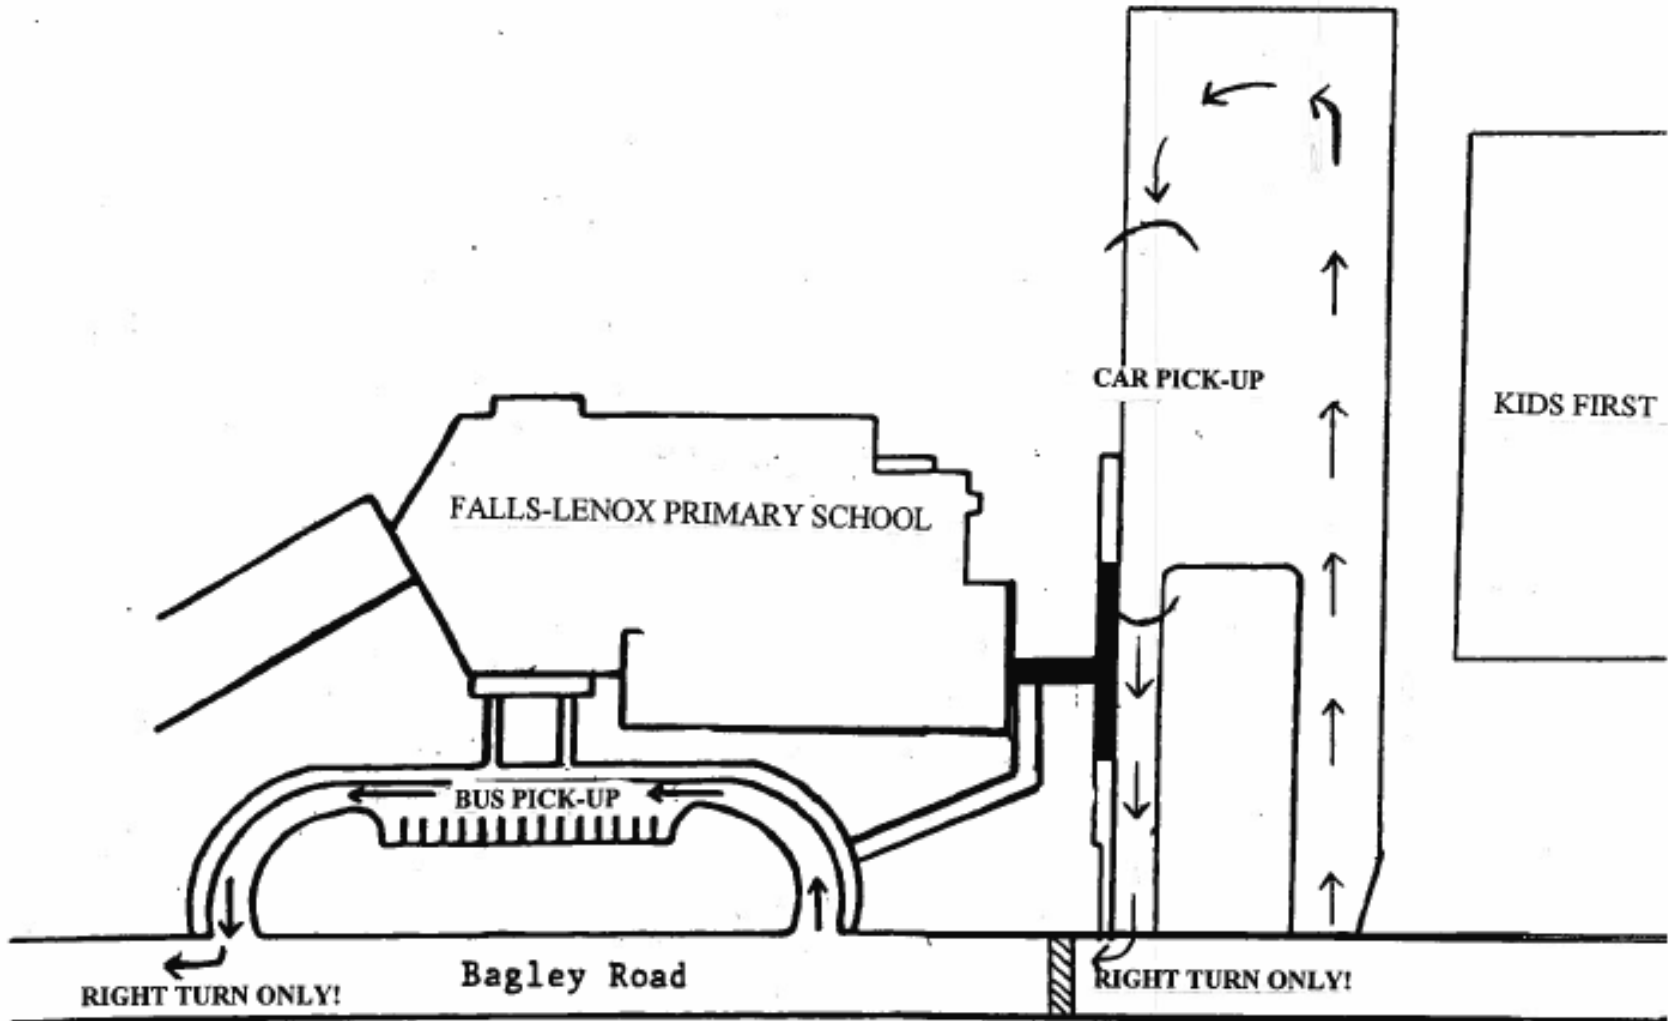 CAR PICK-UP
KIDS FIRST
FALLS-LENOX PRIMARY SCHOOL
BUS PICK-UP
Bagley Road
RIGHT TURN ONLY!
RIGHT TURN ONLY!